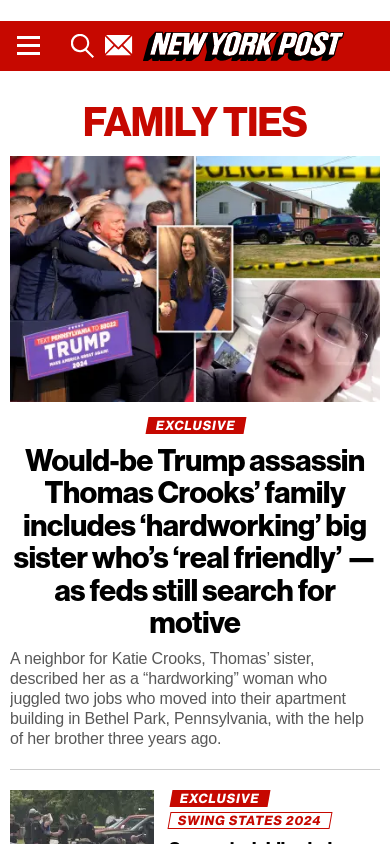 NEW YORK POST
FAMILY TIES
POLICE LINE D
TEXT PENNSYLVANIA TO 88022
TRUMP
MAKE AMERICA GREAT AGAIN!
2024
EXCLUSIVE
Would-be Trump assassin
Thomas Crooks’ family
includes ‘hardworking’ big
sister who’s ‘real friendly’ —
as feds still search for
motive
A neighbor for Katie Crooks, Thomas’ sister,
described her as a “hardworking” woman who
juggled two jobs who moved into their apartment
building in Bethel Park, Pennsylvania, with the help
of her brother three years ago.
EXCLUSIVE
SWING STATES 2024